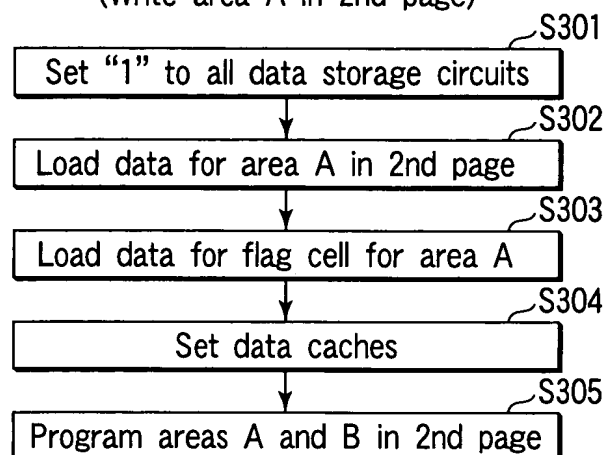 (Write area A in 2nd page)
S301
Set “1” to all data storage circuits
S302
Load data for area A in 2nd page
S303
Load data for flag cell for area A
S304
Set data caches
S305
Program areas A and B in 2nd page